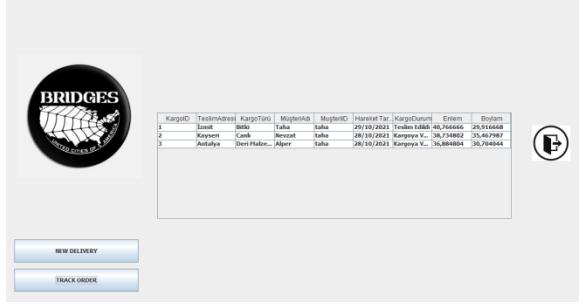 BRIDGES
UNITED CITIES OF AMERICA
KargoID TeslimAdresi KargoTürü MüşteriAdı MuşteriID Hareket Tar... KargoDurum Enlem Boylam
1 İzmit Bitki Taha taha 29/10/2021 Teslim Edildi 40,766666 29,916668
2 Kayseri Canlı Nevzat taha 28/10/2021 Kargoya V... 38,734802 35,467987
3 Antalya Deri Malze... Alper taha 28/10/2021 Kargoya V... 36,884804 30,704044
NEW DELIVERY
TRACK ORDER